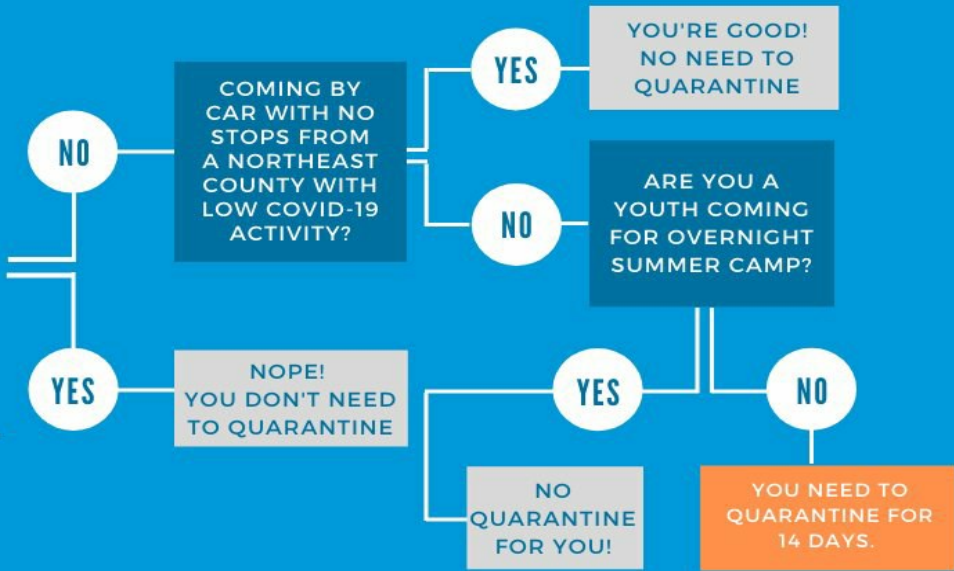 NO
COMING BY
CAR WITH NO
STOPS FROM
A NORTHEAST
COUNTY WITH
LOW COVID-19
ACTIVITY?
YES
YOU'RE GOOD!
NO NEED TO
QUARANTINE
NO
ARE YOU A
YOUTH COMING
FOR OVERNIGHT
SUMMER CAMP?
YES
NOPE!
YOU DON'T NEED
TO QUARANTINE
YES
NO
QUARANTINE
FOR YOU!
NO
YOU NEED TO
QUARANTINE FOR
14 DAYS.